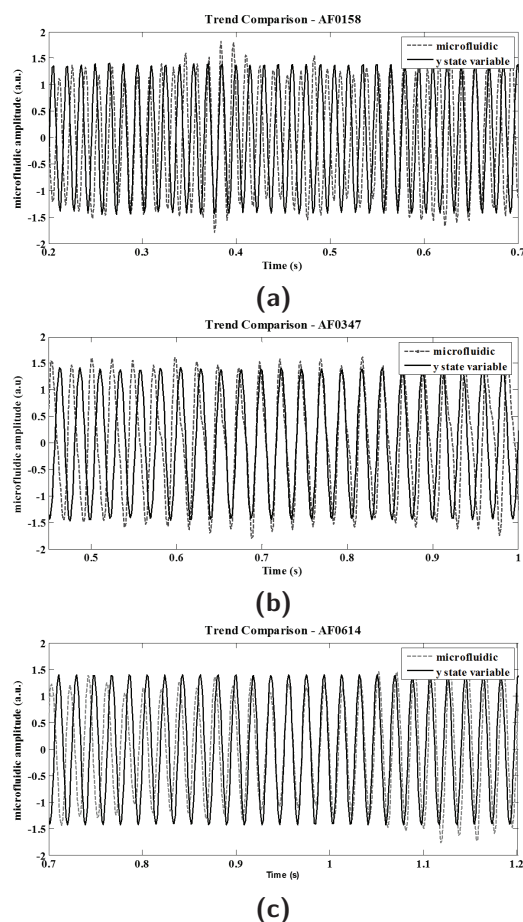 Trend Comparison - AF0158
microfluidic
y state variable
microfluidic amplitude (a.u.)
2
1.5
1
0.5
0
-0.5
-1
-1.5
-2
0.2 0.3 0.4 0.5 0.6 0.7
Time (s)
(a)
Trend Comparison - AF0347
microfluidic
y state variable
microfluidic amplitude (a.u)
2
1.5
1
0.5
0
-0.5
-1
-1.5
-2
0.5 0.6 0.7 0.8 0.9 1
Time (s)
(b)
Trend Comparison - AF0614
microfluidic
y state variable
microfluidic amplitude (a.u.)
2
1.5
1
0.5
0
-0.5
-1
-1.5
-2
0.7 0.8 0.9 1 1.1 1.2
Time (s)
(c)